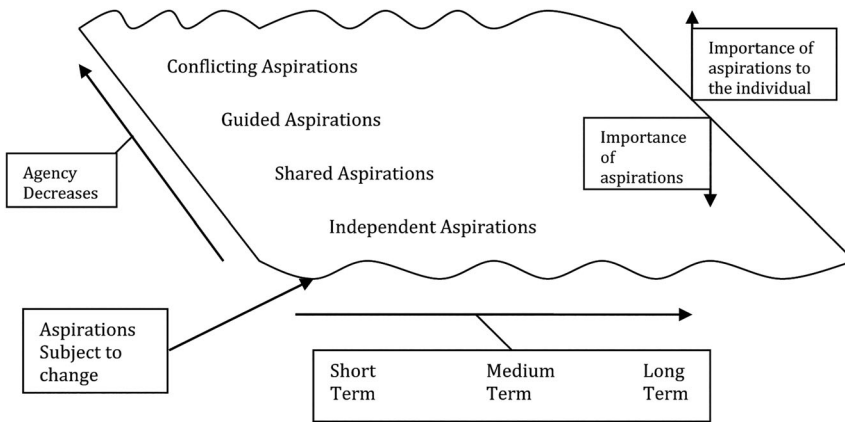 Conflicting Aspirations
Guided Aspirations
Shared Aspirations
Independent Aspirations
Importance of
aspirations to
the individual
Importance
of
aspirations
Agency
Decreases
Aspirations
Subject to
change
Short Medium Long
Term Term Term